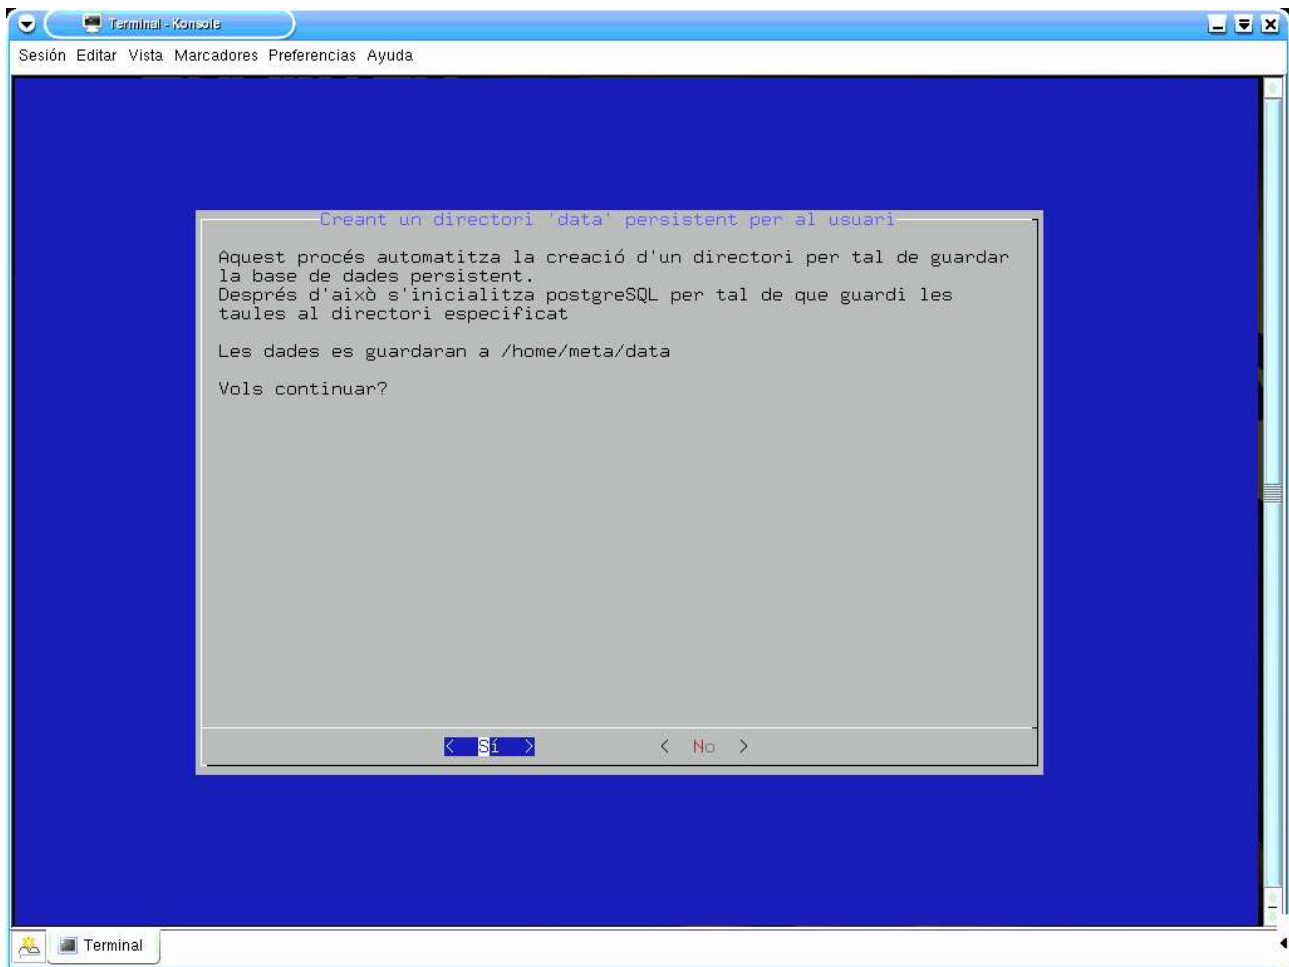 Terminal - Konsole
Sesión Editar Vista Marcadores Preferencias Ayuda
Creant un directori 'data' persistent per al usuari
Aquest procés automatitza la creació d'un directori per tal de guardar
la base de dades persistent.
Després d'això s'inicialitza postgreSQL per tal de que guardi les
taules al directori especificat
Les dades es guardaran a /home/meta/data
Vols continuar?
< Sí > < No >
Terminal